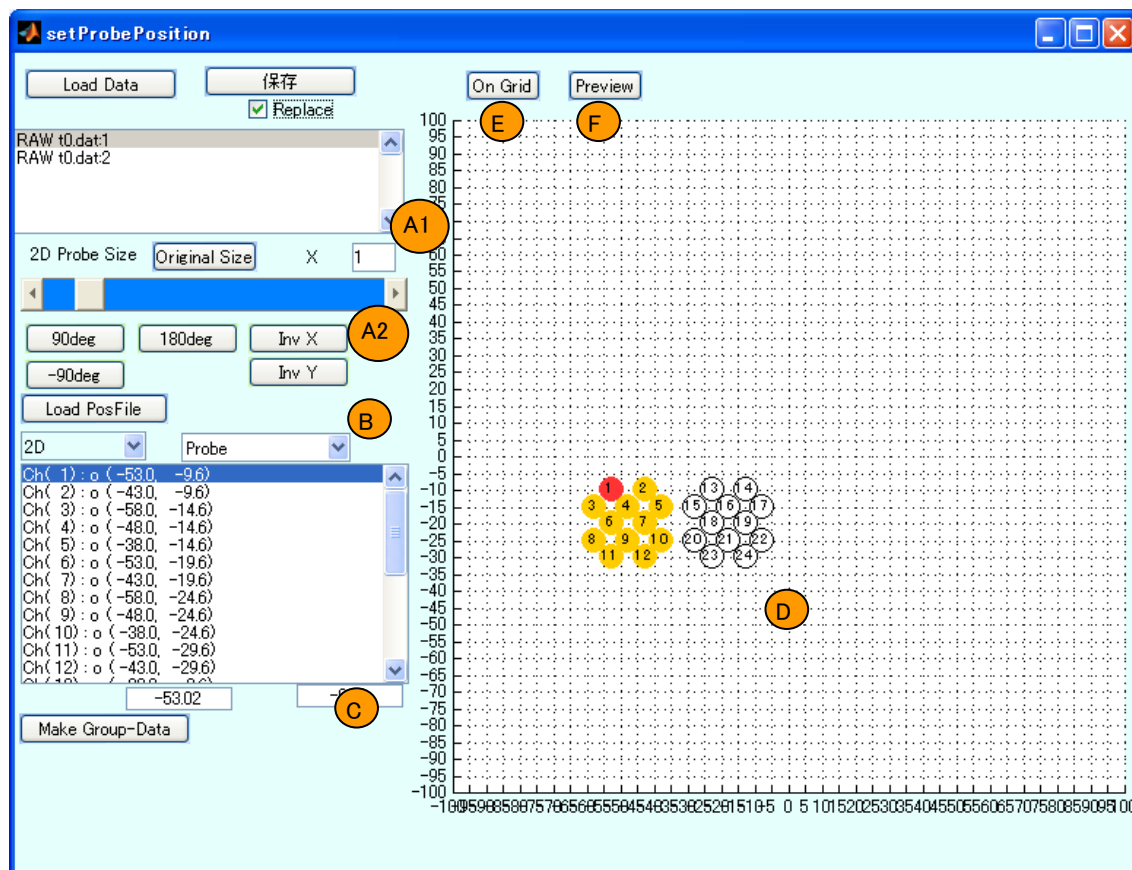 setProbePosition
Load Data
保存
On Grid
Preview
Replace
E
F
RAW t0.dat:1
RAW t0.dat:2
A1
2D Probe Size
Original Size
X
1
90deg
180deg
Inv X
A2
-90deg
Inv Y
Load PosFile
B
2D
Probe
Ch( 1) : o (-53.0, -9.6)
Ch( 2) : o (-43.0, -9.6)
Ch( 3) : o (-58.0, -14.6)
Ch( 4) : o (-48.0, -14.6)
Ch( 5) : o (-38.0, -14.6)
Ch( 6) : o (-53.0, -19.6)
Ch( 7) : o (-43.0, -19.6)
Ch( 8) : o (-58.0, -24.6)
Ch( 9) : o (-48.0, -24.6)
Ch(10) : o (-38.0, -24.6)
Ch(11) : o (-53.0, -29.6)
Ch(12) : o (-43.0, -29.6)
-53.02
C
Make Group-Data
100
95
90
85
80
60
55
50
45
40
35
30
25
20
15
10
5
0
-5
-10
-15
-20
-25
-30
-35
-40
-45
-50
-55
-60
-65
-70
-75
-80
-85
-90
-95
-100
1 2 13 14
3 4 5 15 16 17
6 7 18 19
8 9 10 20 21 22
11 12 23 24
D